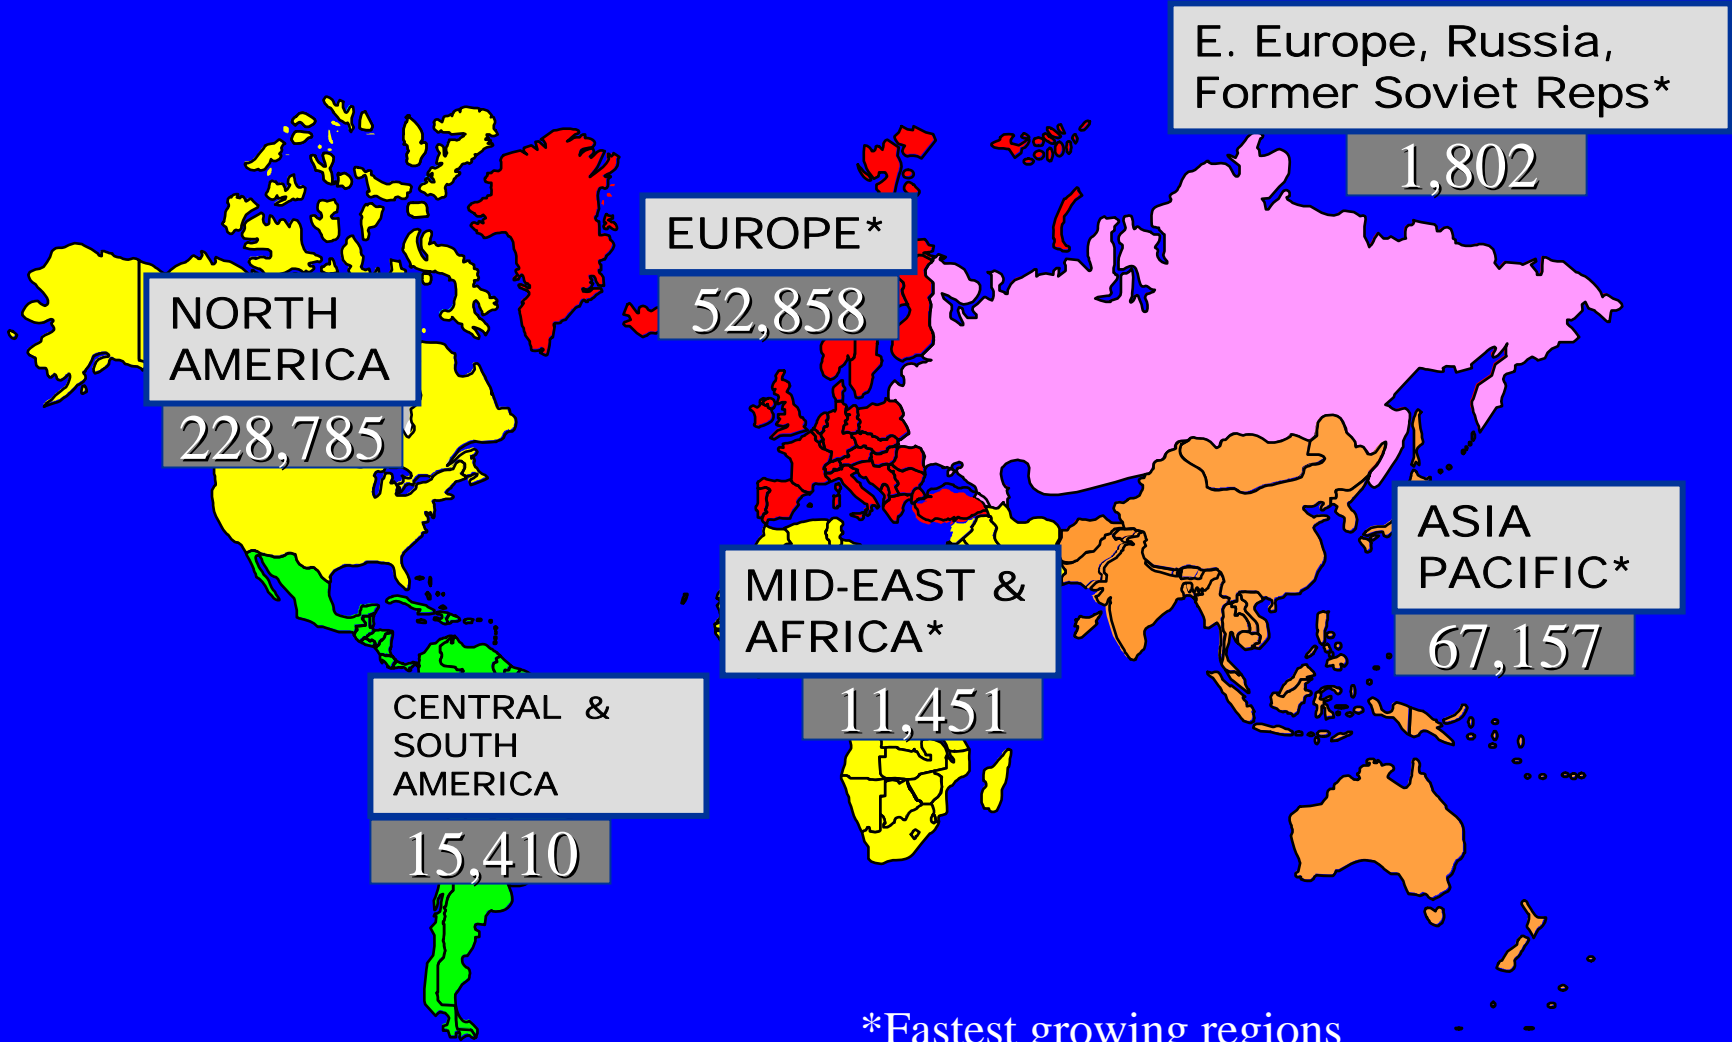 E. Europe, Russia,
Former Soviet Reps*
1,802
EUROPE*
52,858
NORTH
AMERICA
228,785
ASIA
PACIFIC*
67,157
MID-EAST &
AFRICA*
11,451
CENTRAL &
SOUTH
AMERICA
15,410
*Fastest growing regions